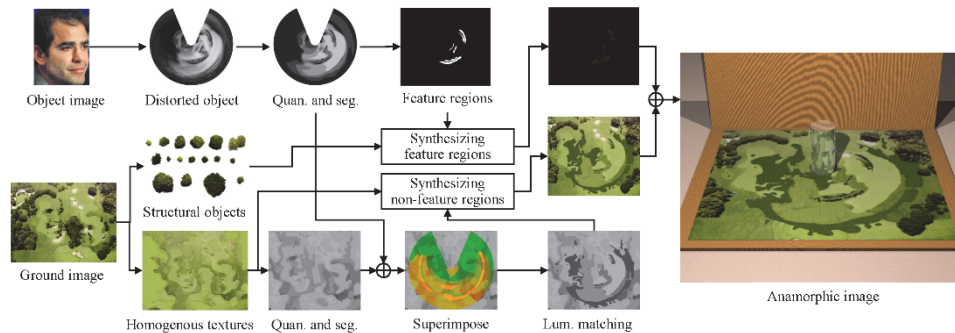 Object image
Distorted object
Quan. and seg.
Feature regions
Synthesizing
feature regions
Structural objects
Synthesizing
non-feature regions
Ground image
Homogenous textures
Quan. and seg.
Superimpose
Lum. matching
Anamorphic image